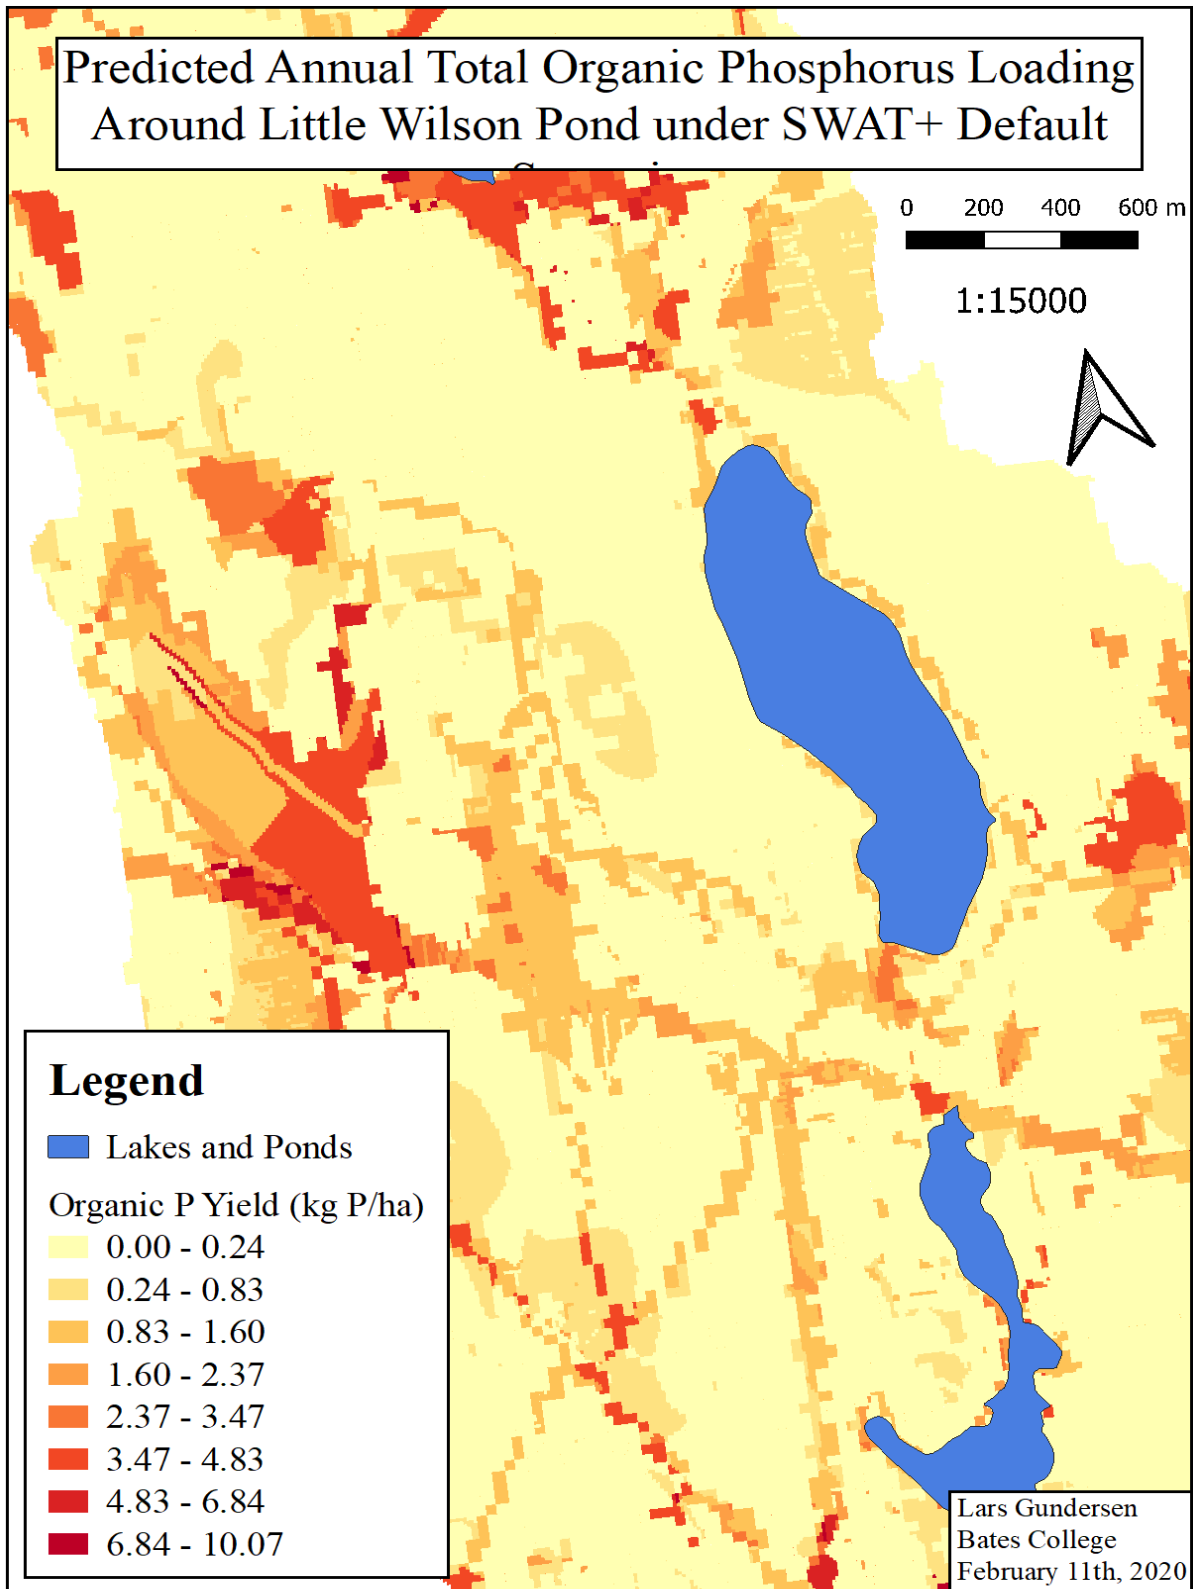 Predicted Annual Total Organic Phosphorus Loading
Around Little Wilson Pond under SWAT+ Default
0 200 400 600 m
1:15000
Legend
Lakes and Ponds
Organic P Yield (kg P/ha)
0.00 - 0.24
0.24 - 0.83
0.83 - 1.60
1.60 - 2.37
2.37 - 3.47
3.47 - 4.83
4.83 - 6.84
6.84 - 10.07
Lars Gundersen
Bates College
February 11th, 2020